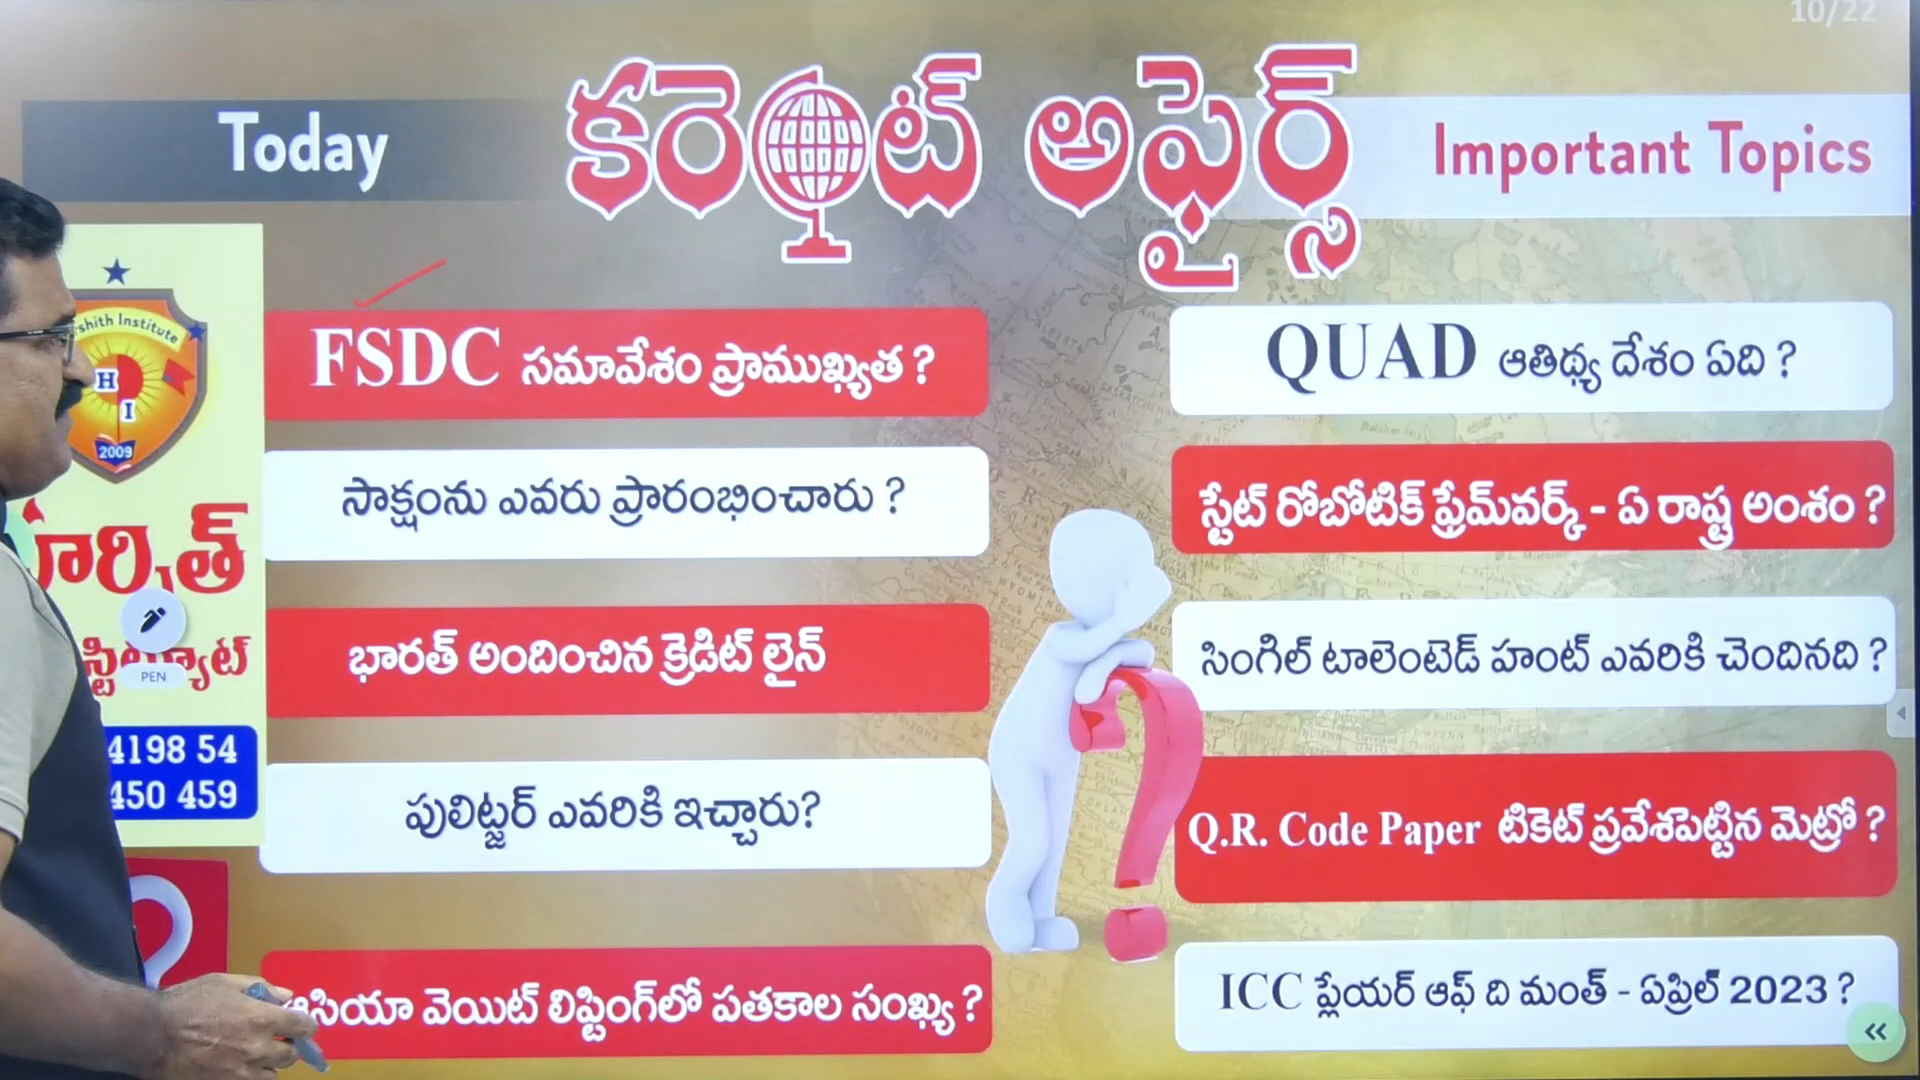 10/22
Today
కరెంట్ అఫైర్స్
Important Topics
shith Institute
H
I
2009
4198 54
450 459
PEN
FSDC సమావేశం ప్రాముఖ్యత ?
సాక్షంను ఎవరు ప్రారంభించారు ?
భారత్ అందించిన క్రెడిట్ లైన్
పులిట్జర్ ఎవరికి ఇచ్చారు?
ఆసియా వెయిట్ లిఫ్టింగ్‌లో పతకాల సంఖ్య ?
QUAD ఆతిథ్య దేశం ఏది ?
స్టేట్ రోబోటిక్ ఫ్రేమ్‌వర్క్ - ఏ రాష్ట్ర అంశం ?
సింగిల్ టాలెంటెడ్ హంట్ ఎవరికి చెందినది ?
Q.R. Code Paper టికెట్ ప్రవేశపెట్టిన మెట్రో ?
ICC ప్లేయర్ ఆఫ్ ది మంత్ - ఏప్రిల్ 2023 ?